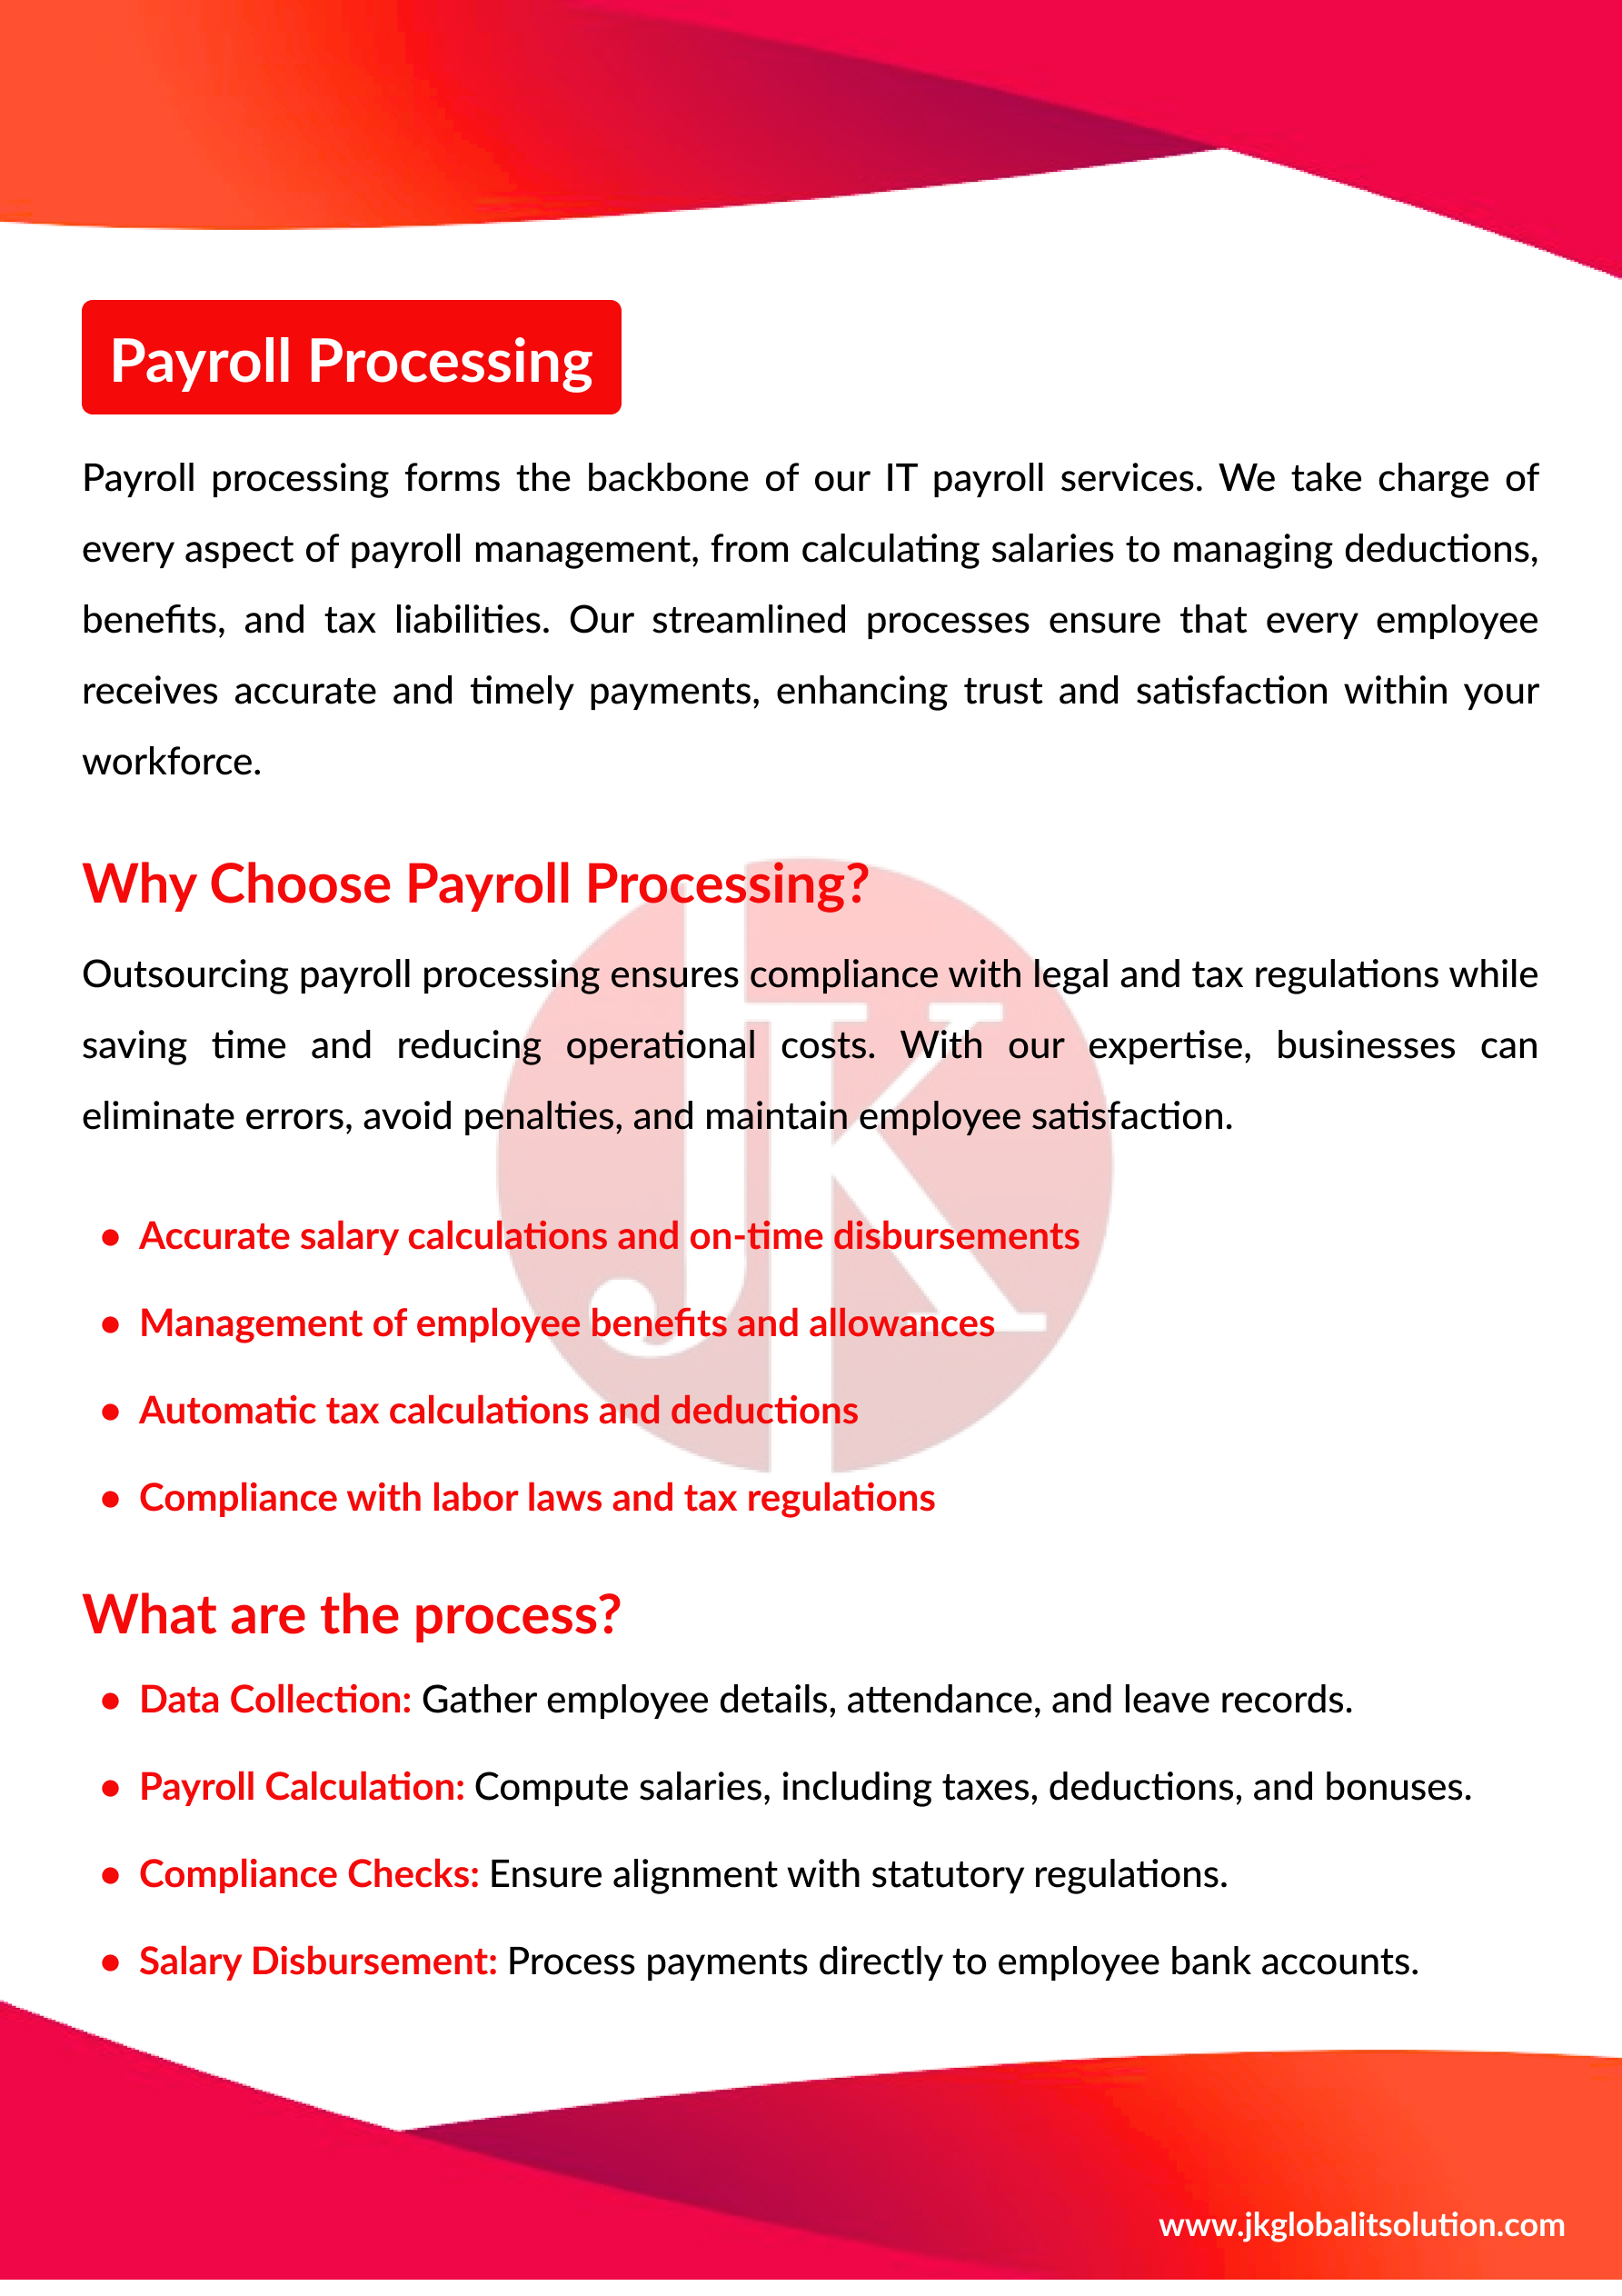 Payroll Processing
Payroll processing forms the backbone of our IT payroll services. We take charge of
every aspect of payroll management, from calculating salaries to managing deductions,
benefits, and tax liabilities. Our streamlined processes ensure that every employee
receives accurate and timely payments, enhancing trust and satisfaction within your
workforce.
Why Choose Payroll Processing?
Outsourcing payroll processing ensures compliance with legal and tax regulations while
saving time and reducing operational costs. With our expertise, businesses can
eliminate errors, avoid penalties, and maintain employee satisfaction.
JK
• Accurate salary calculations and on-time disbursements
• Management of employee benefits and allowances
• Automatic tax calculations and deductions
• Compliance with labor laws and tax regulations
What are the process?
• Data Collection: Gather employee details, attendance, and leave records.
• Payroll Calculation: Compute salaries, including taxes, deductions, and bonuses.
• Compliance Checks: Ensure alignment with statutory regulations.
• Salary Disbursement: Process payments directly to employee bank accounts.
www.jkglobalitsolution.com